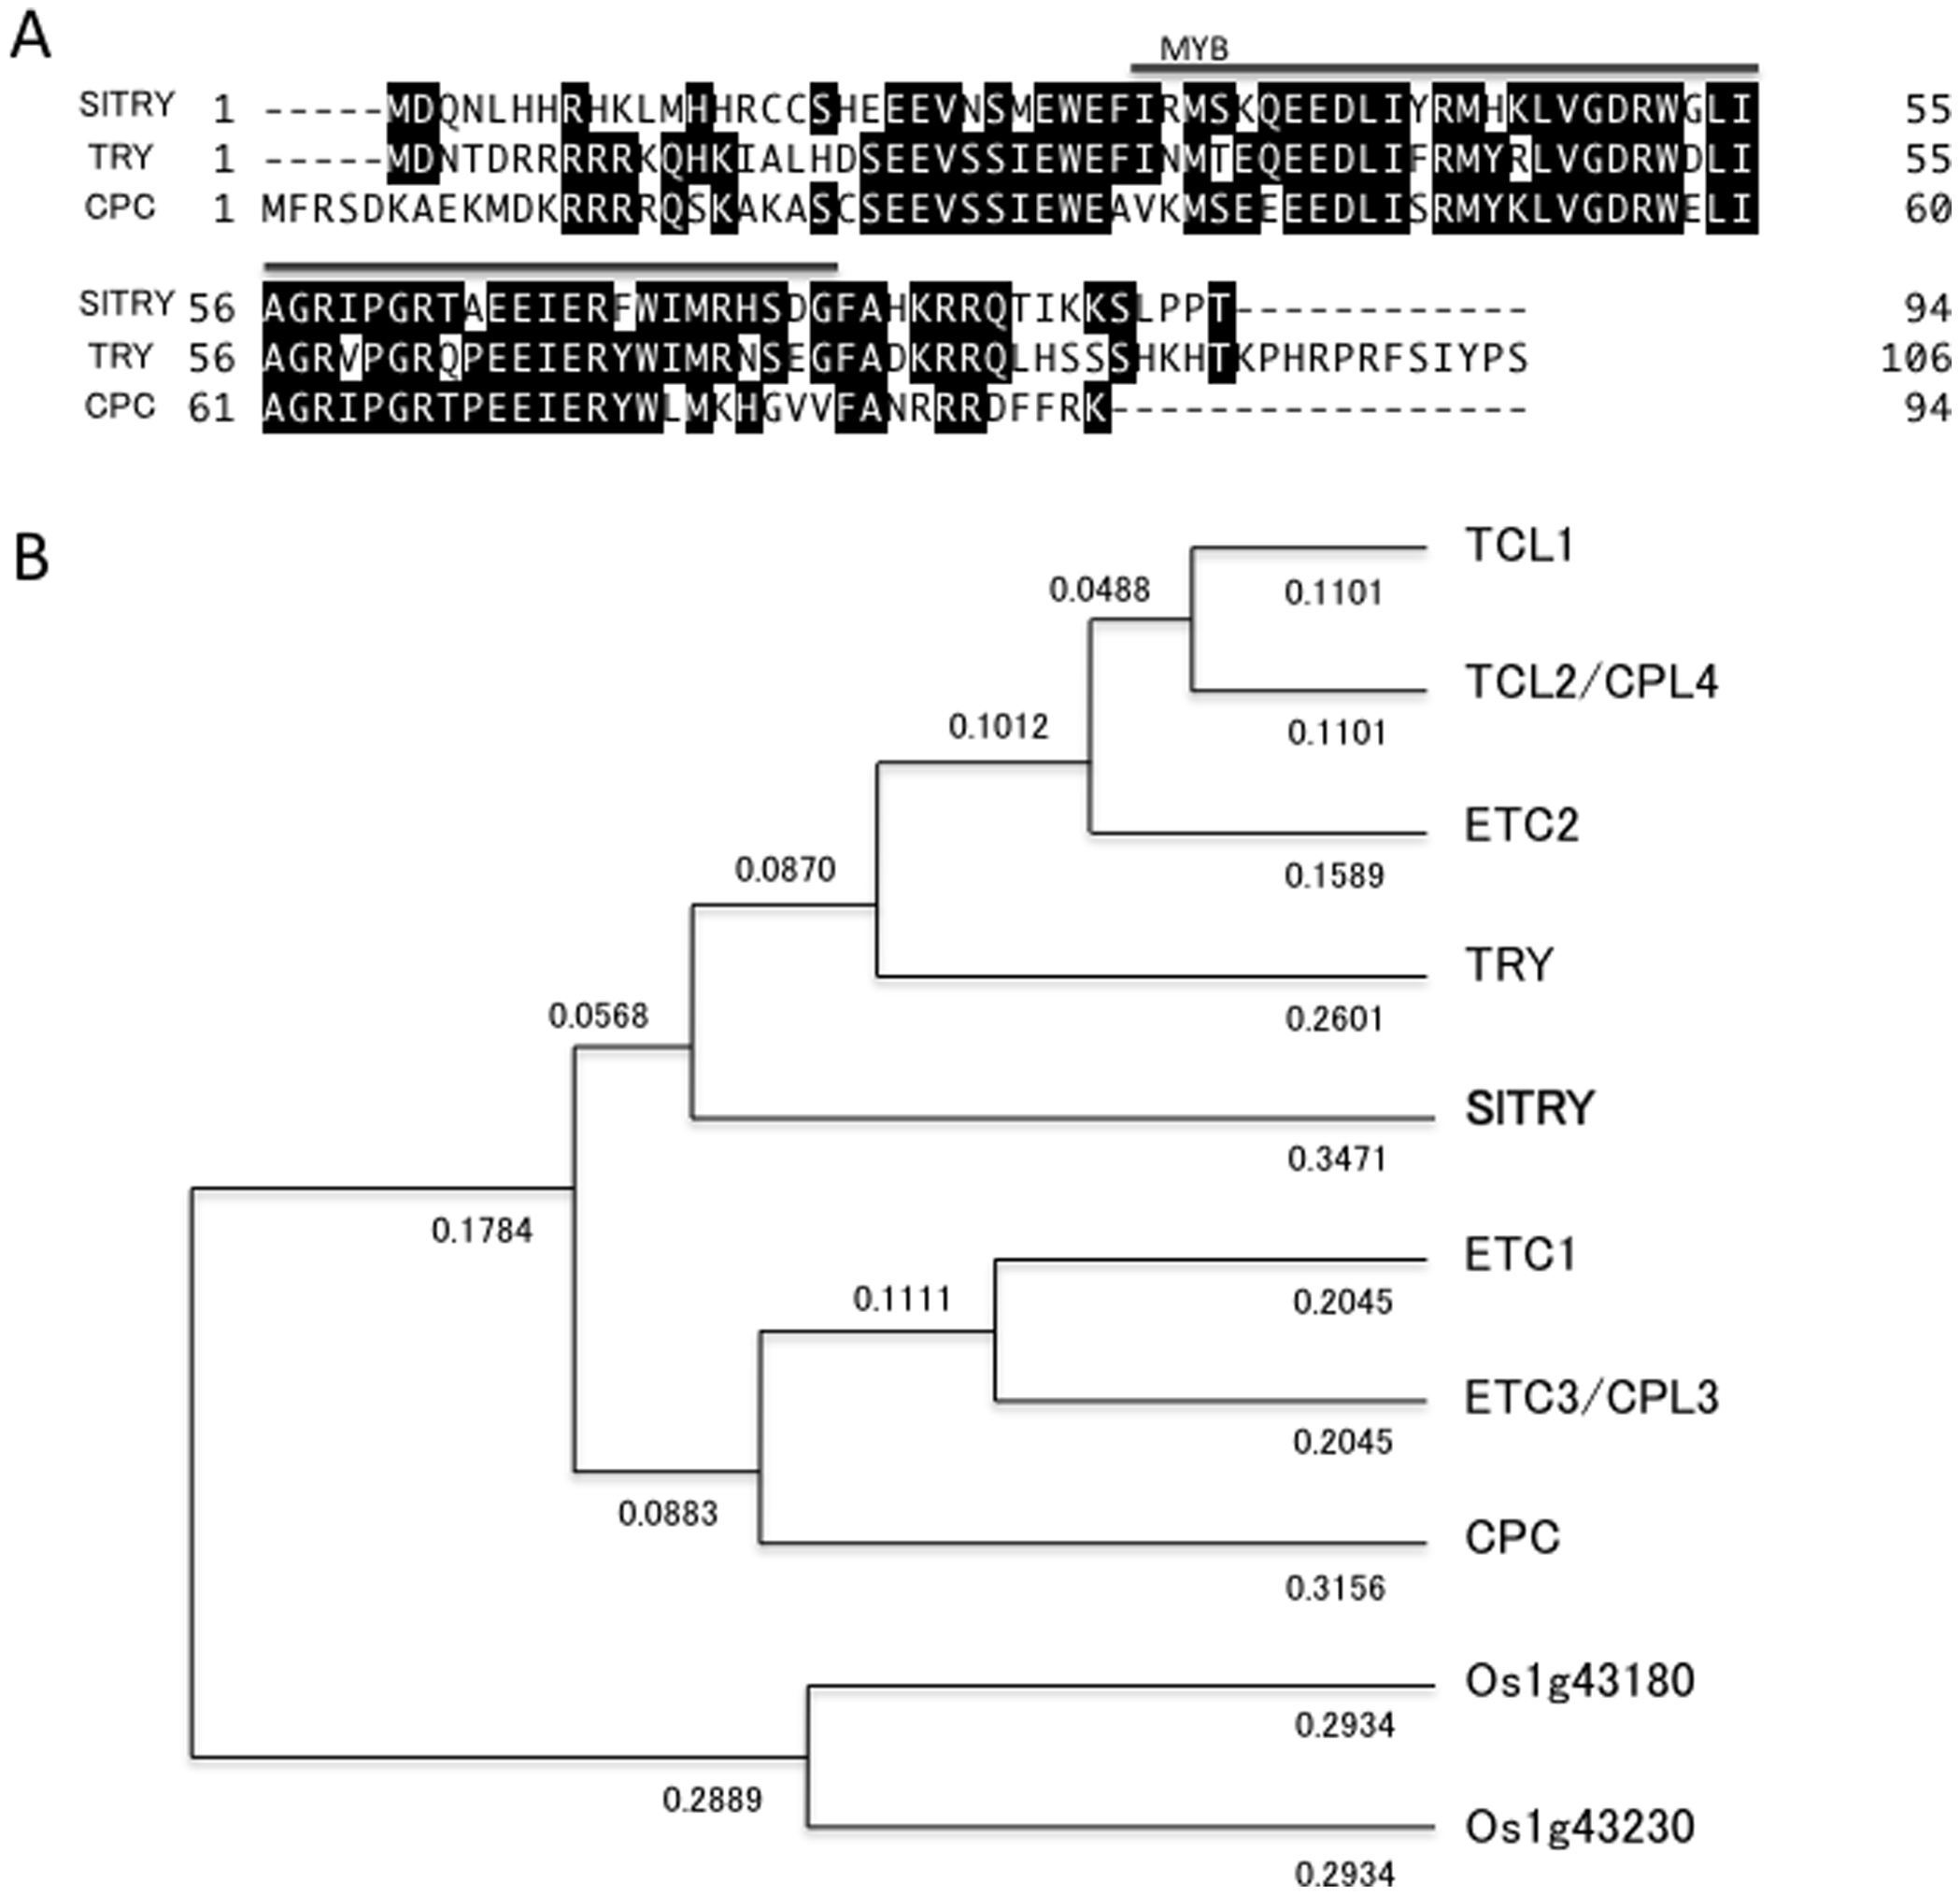 A
MYB
SlTRY 1 -----MDQNLHHRHKLMHHRCCSHEEEVNSMEWEFIRMSKQEEDLIYRMHKLVGDRWGLI 55
TRY 1 -----MDNTDRRRRRRKQHKIALHDSEEVSSIEWEFINMTEQEEDLIFRMYRLVGDRWDLI 55
CPC 1 MFRSDKAEKMDKRRRRRQSKAKASCSEEVSSIEWEAVKMSEEEEDLISRMYKLVGDRWELI 60
SlTRY 56 AGRIPGRTAEEIERFWIMRHSDGFAHKRRQTIKKSLPPT------------ 94
TRY 56 AGRVPGRQPEEIERYWIMRNSEGFADKRRQLHSSSHKHTKPHRPRFSIYPS 106
CPC 61 AGRIPGRTPEEIERYWLMKHGVVFANRRRDFFRK----------------- 94
B
TCL1
0.0488
0.1101
TCL2/CPL4
0.1012
0.1101
ETC2
0.0870
0.1589
TRY
0.0568
0.2601
SlTRY
0.3471
0.1784
ETC1
0.1111
0.2045
ETC3/CPL3
0.2045
0.0883
CPC
0.3156
Os1g43180
0.2934
0.2889
Os1g43230
0.2934